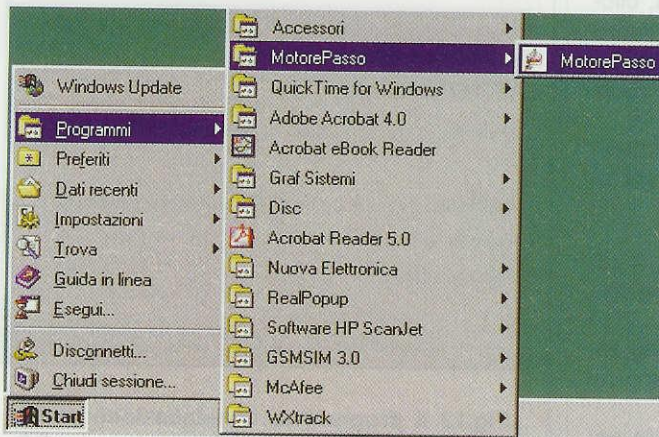 Windows Update
Programmi
Preferiti
Dati recenti
Impostazioni
Trova
Guida in linea
Esegui...
Disconnetti...
Chiudi sessione...
Start
Accessori
MotorePasso
QuickTime for Windows
Adobe Acrobat 4.0
Acrobat eBook Reader
Graf Sistemi
Disc
Acrobat Reader 5.0
Nuova Elettronica
RealPopup
Software HP ScanJet
GSMSIM 3.0
McAfee
WXtrack
MotorePasso